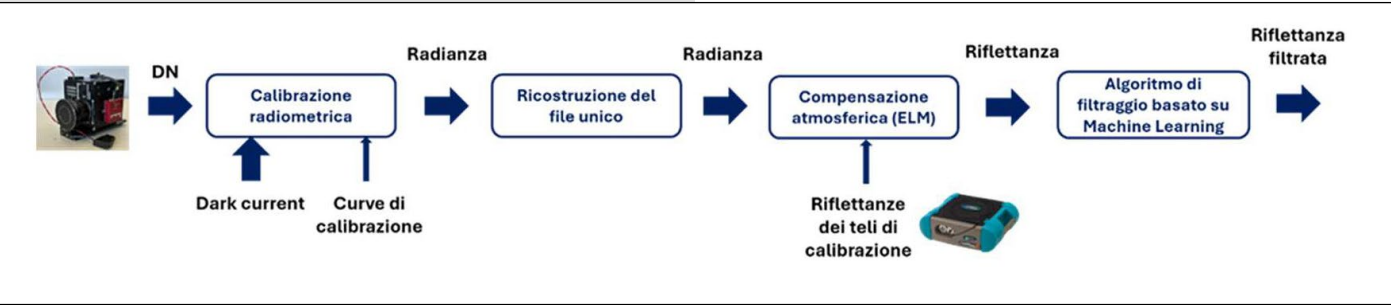 DN
Calibrazione
radiometrica
Dark current
Curve di
calibrazione
Radianza
Ricostruzione del
file unico
Radianza
Compensazione
atmosferica (ELM)
Riflettanze
dei teli di
calibrazione
Riflettanza
Algoritmo di
filtraggio basato su
Machine Learning
Riflettanza
filtrata